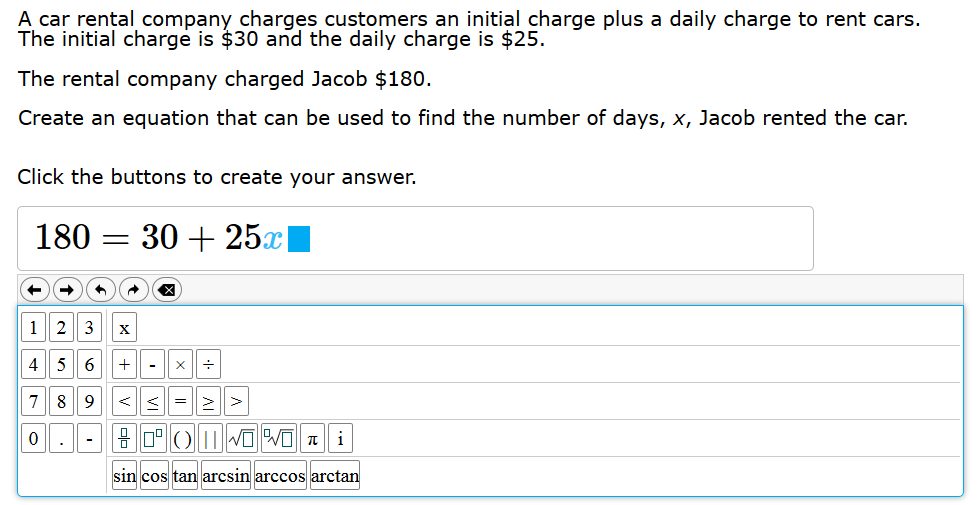 A car rental company charges customers an initial charge plus a daily charge to rent cars.
The initial charge is $30 and the daily charge is $25.
The rental company charged Jacob $180.
Create an equation that can be used to find the number of days, x, Jacob rented the car.
Click the buttons to create your answer.
180 = 30 + 25x
1 2 3 x
4 5 6 + - × ÷
7 8 9 < ≤ = ≥ >
0 . - () || √ √ π i
sin cos tan arcsin arccos arctan